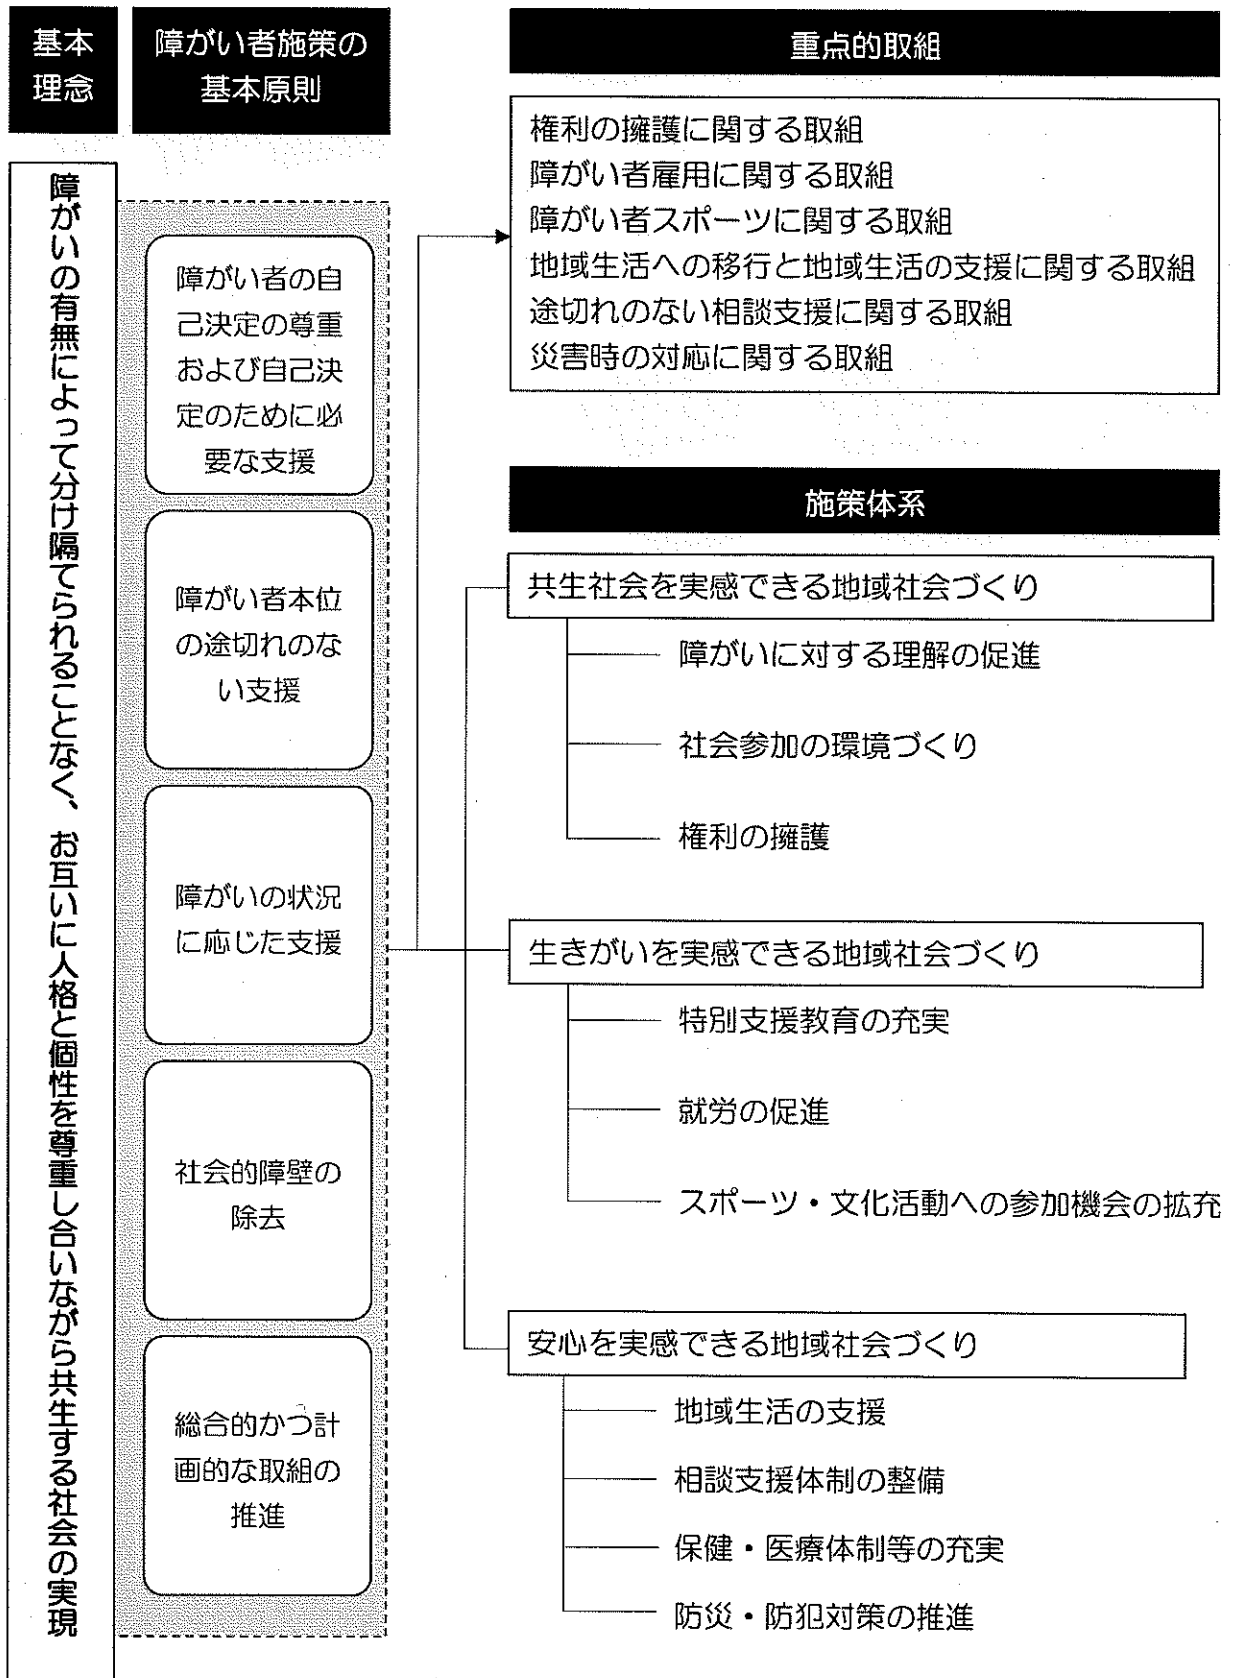 基本
理念
障がいの有無によって分け隔てられることなく、お互いに人格と個性を尊重し合いながら共生する社会の実現
障がい者施策の
基本原則
障がい者の自
己決定の尊重
および自己決
定のために必
要な支援
障がい者本位
の途切れのな
い支援
障がいの状況
に応じた支援
社会的障壁の
除去
総合的かつ計
画的な取組の
推進
重点的取組
権利の擁護に関する取組
障がい者雇用に関する取組
障がい者スポーツに関する取組
地域生活への移行と地域生活の支援に関する取組
途切れのない相談支援に関する取組
災害時の対応に関する取組
施策体系
共生社会を実感できる地域社会づくり
障がいに対する理解の促進
社会参加の環境づくり
権利の擁護
生きがいを実感できる地域社会づくり
特別支援教育の充実
就労の促進
スポーツ・文化活動への参加機会の拡充
安心を実感できる地域社会づくり
地域生活の支援
相談支援体制の整備
保健・医療体制等の充実
防災・防犯対策の推進